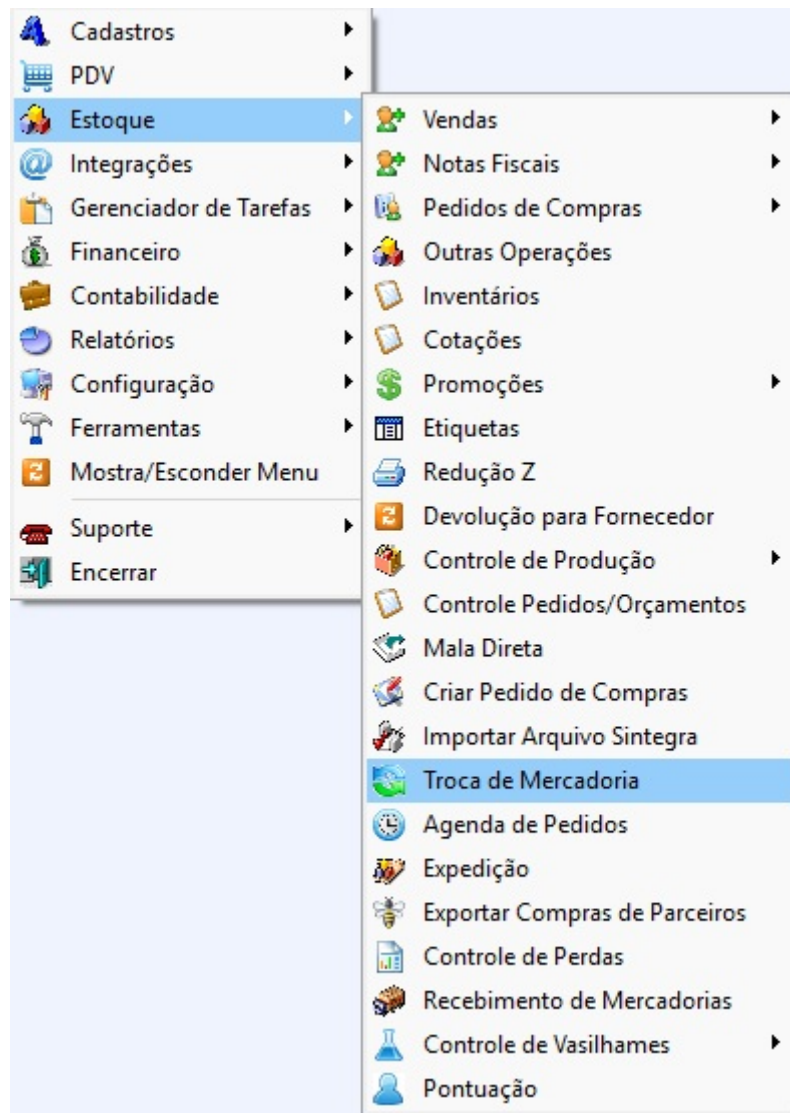 Cadastros
PDV
Estoque
Integrações
Gerenciador de Tarefas
Financeiro
Contabilidade
Relatórios
Configuração
Ferramentas
Mostra/Esconder Menu
Suporte
Encerrar
Vendas
Notas Fiscais
Pedidos de Compras
Outras Operações
Inventários
Cotações
Promoções
Etiquetas
Redução Z
Devolução para Fornecedor
Controle de Produção
Controle Pedidos/Orçamentos
Mala Direta
Criar Pedido de Compras
Importar Arquivo Sintegra
Troca de Mercadoria
Agenda de Pedidos
Expedição
Exportar Compras de Parceiros
Controle de Perdas
Recebimento de Mercadorias
Controle de Vasilhames
Pontuação